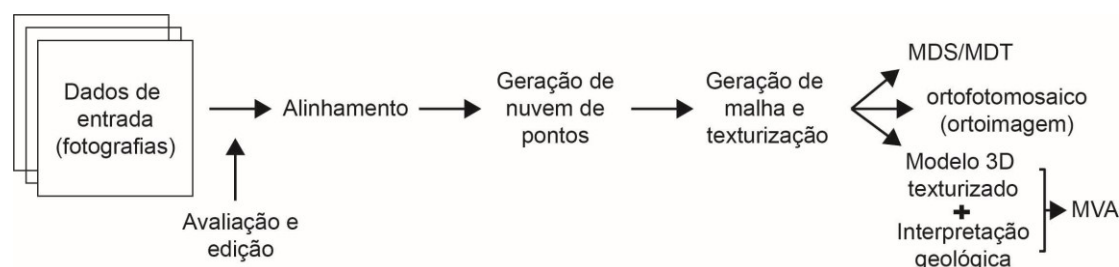 Dados de
entrada
(fotografias)
Avaliação e
edição
Alinhamento
Geração de
nuvem de
pontos
Geração de
malha e
texturização
MDS/MDT
ortofotomosaico
(ortoimagem)
Modelo 3D
texturizado
+
Interpretação
geológica
MVA